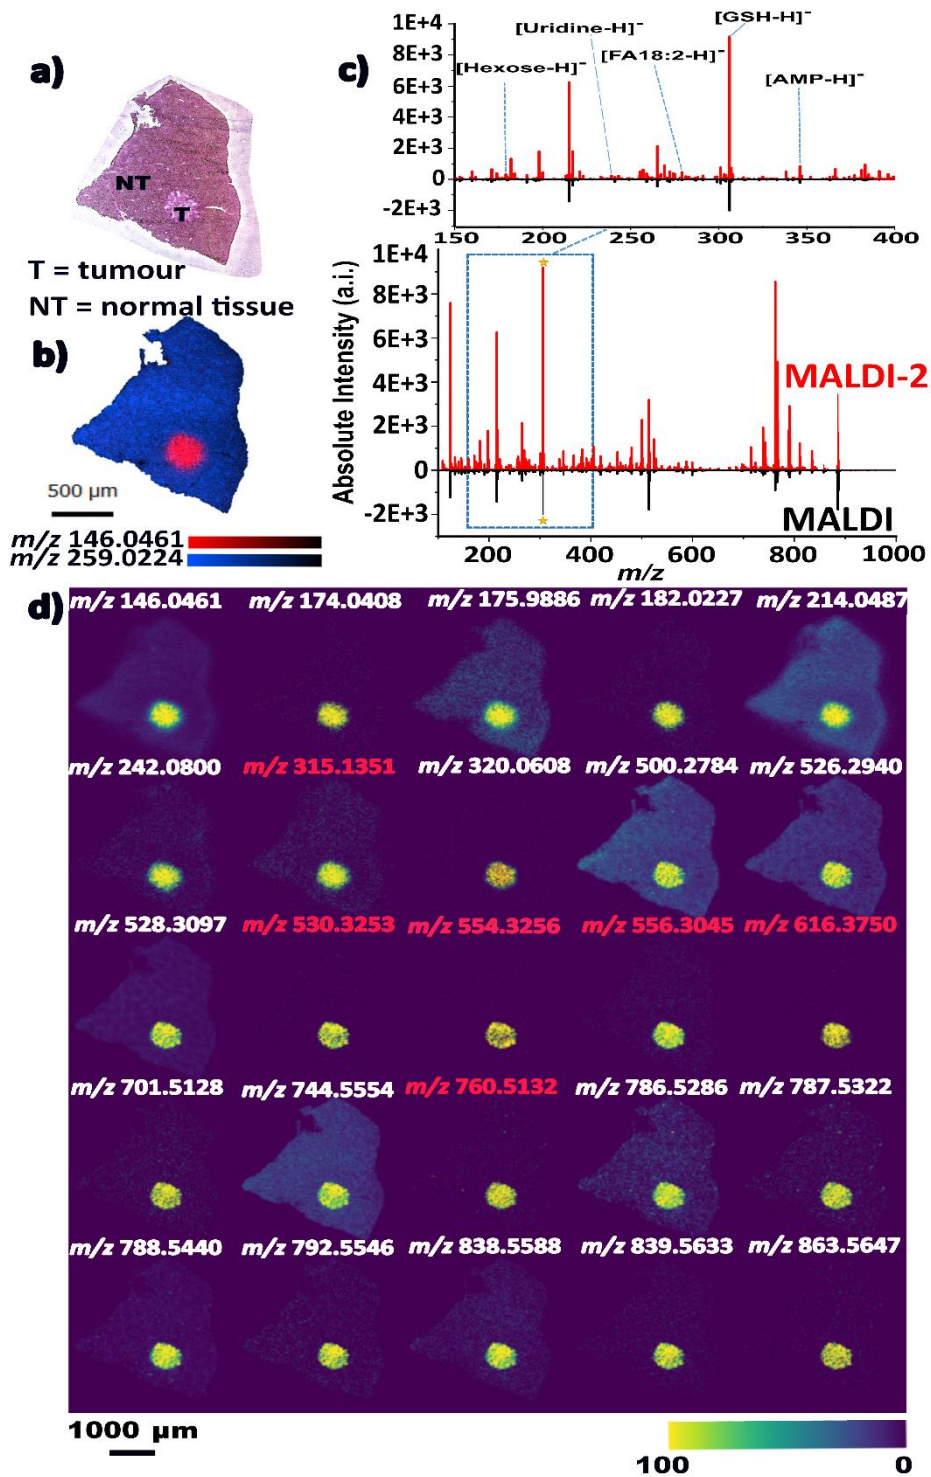 a)
NT
T
T = tumour
NT = normal tissue
b)
500 µm
m/z 146.0461
m/z 259.0224
c)
1E+4
8E+3
6E+3
4E+3
2E+3
0
-2E+3
150 200 250 300 350 400
[Hexose-H]⁻
[Uridine-H]⁻
[FA18:2-H]⁻
[GSH-H]⁻
[AMP-H]⁻
Absolute Intensity (a.i.)
1E+4
8E+3
6E+3
4E+3
2E+3
0
-2E+3
MALDI-2
MALDI
200 400 600 800 1000
m/z
d)
m/z 146.0461 m/z 174.0408 m/z 175.9886 m/z 182.0227 m/z 214.0487
m/z 242.0800 m/z 315.1351 m/z 320.0608 m/z 500.2784 m/z 526.2940
m/z 528.3097 m/z 530.3253 m/z 554.3256 m/z 556.3045 m/z 616.3750
m/z 701.5128 m/z 744.5554 m/z 760.5132 m/z 786.5286 m/z 787.5322
m/z 788.5440 m/z 792.5546 m/z 838.5588 m/z 839.5633 m/z 863.5647
1000 µm
100 0